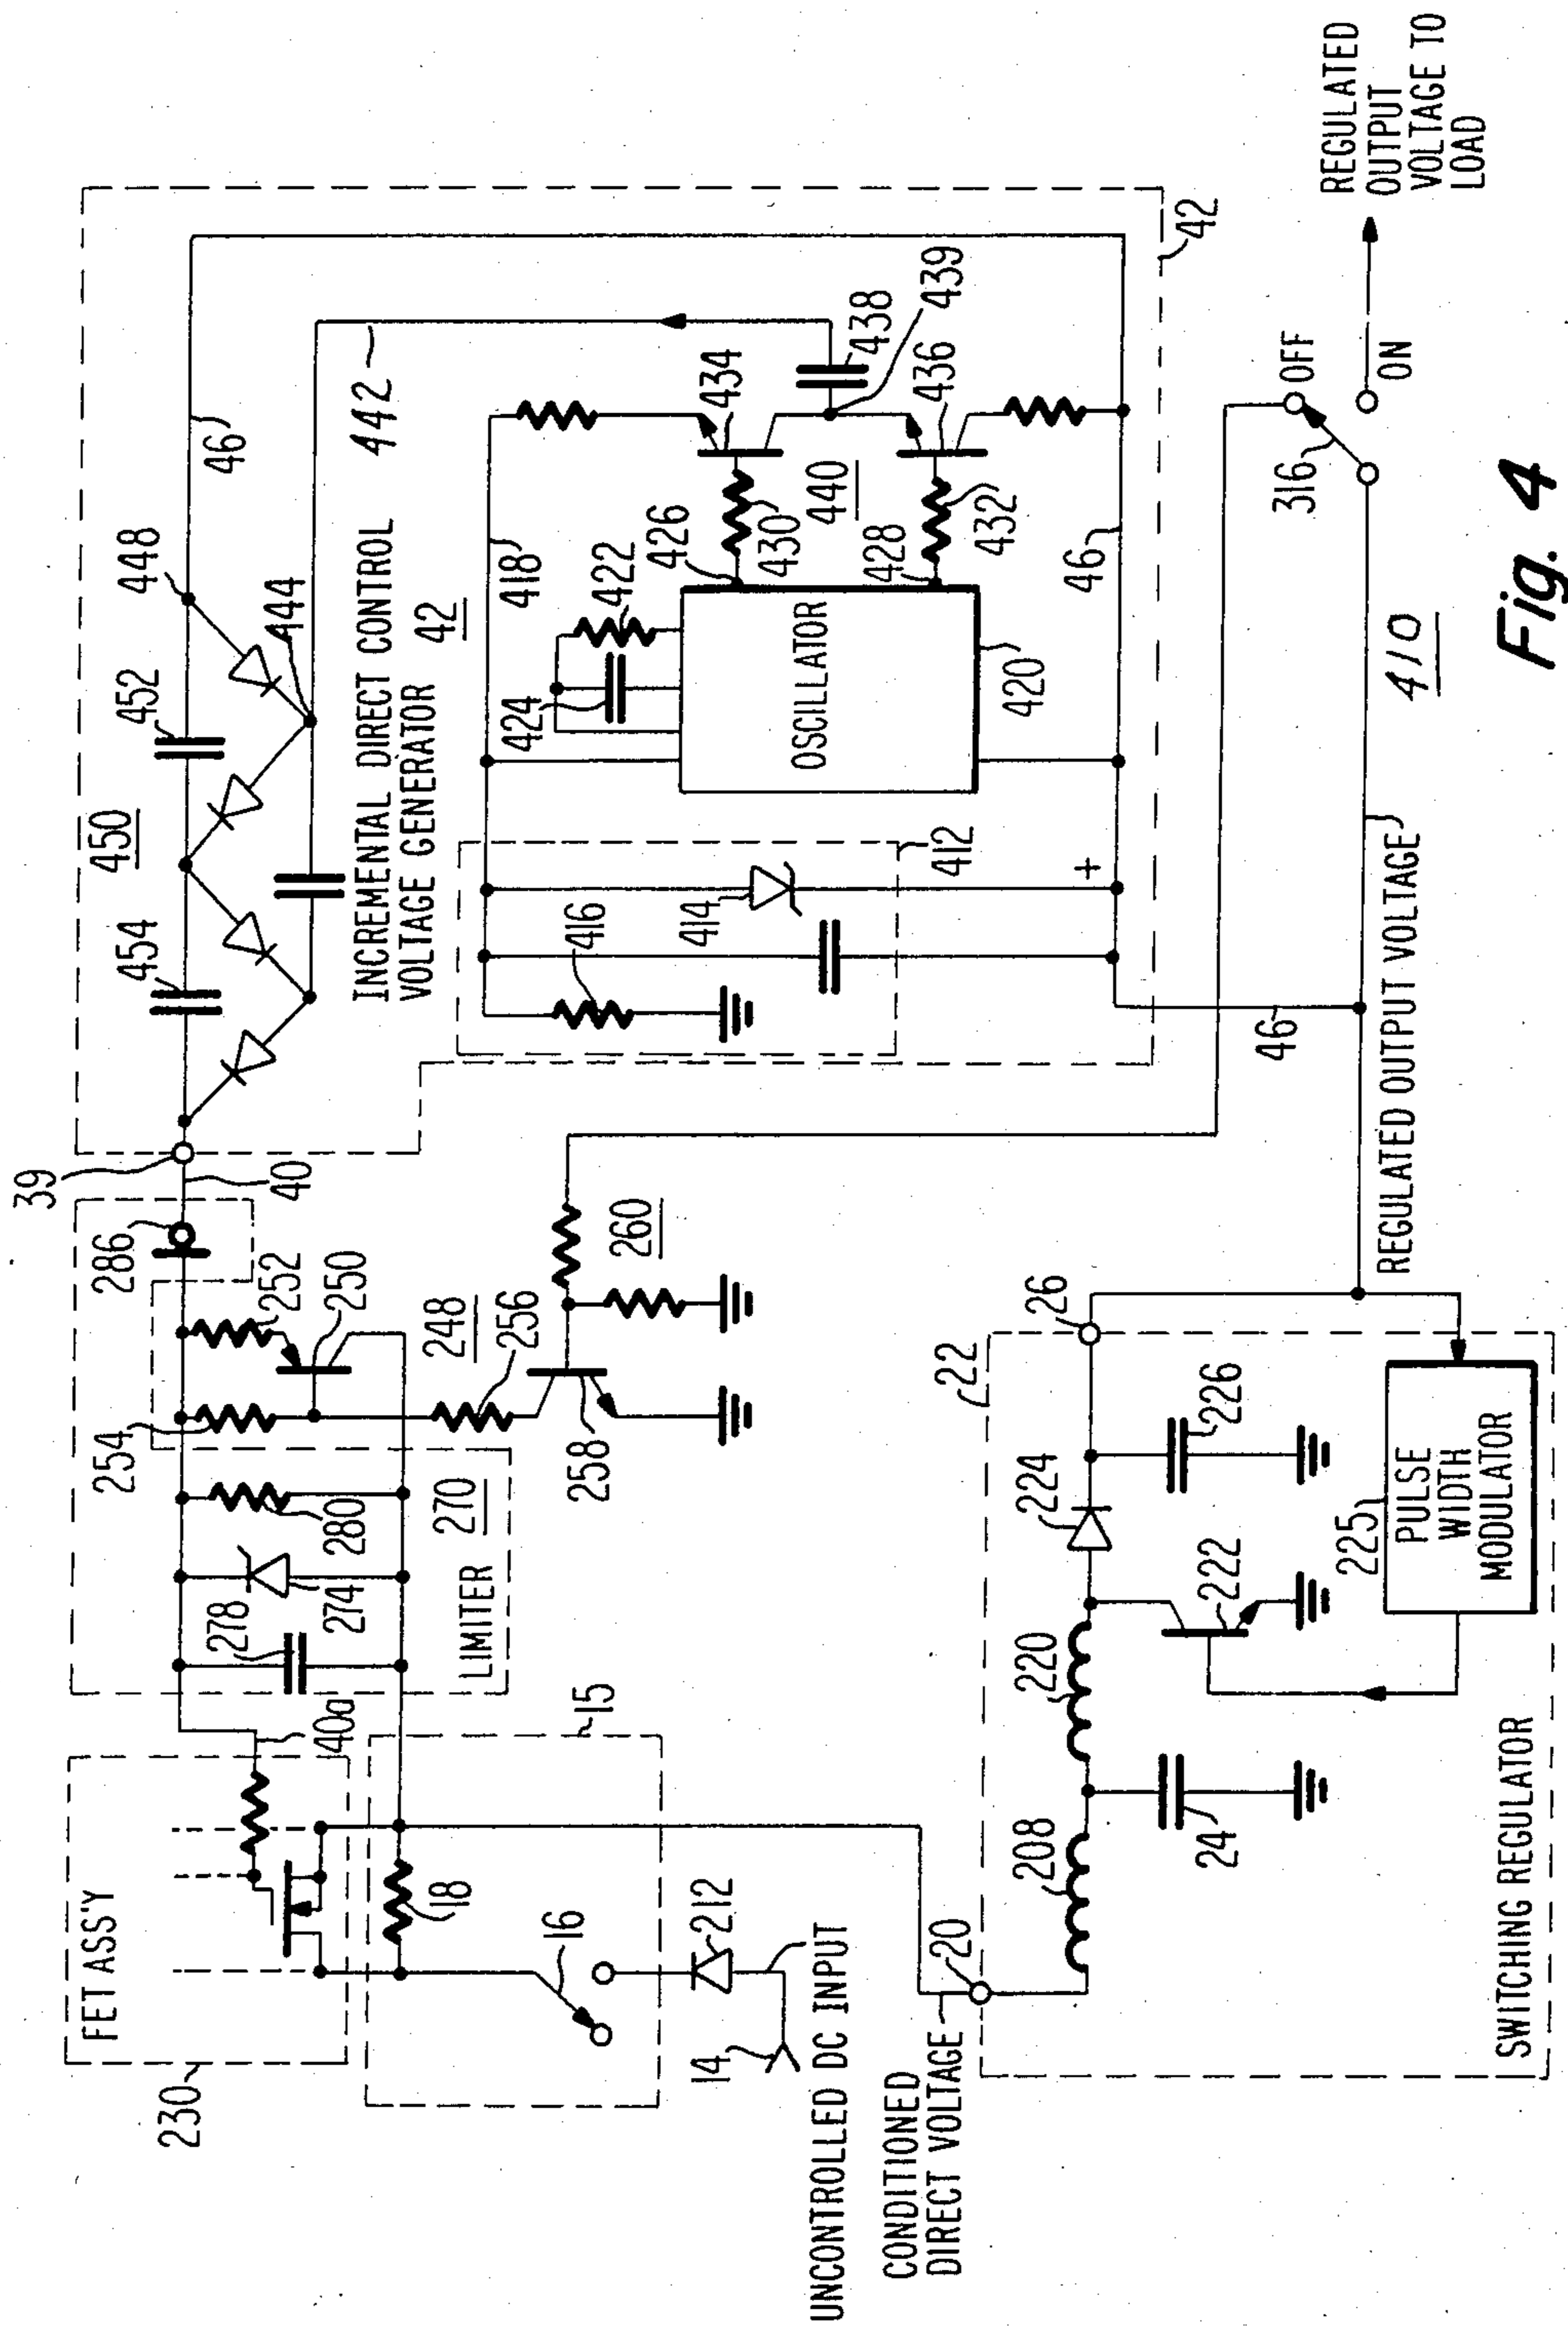 FET ASS'Y
230
40a
278
274
280
254
LIMITER
270
286
252
250
248
256
258
260
39
40
454
450
452
448
444
46
442
INCREMENTAL DIRECT CONTROL
VOLTAGE GENERATOR
42
418
416
414
412
424
422
426
430
428
432
440
434
436
438
439
OSCILLATOR
420
+
46
42
46
15
18
16
212
14
UNCONTROLLED DC INPUT
CONDITIONED
DIRECT VOLTAGE
20
208
24
220
222
224
226
22
26
225
PULSE
WIDTH
MODULATOR
SWITCHING REGULATOR
REGULATED OUTPUT VOLTAGE
316
OFF
ON
REGULATED
OUTPUT
VOLTAGE TO
LOAD
410
Fig. 4